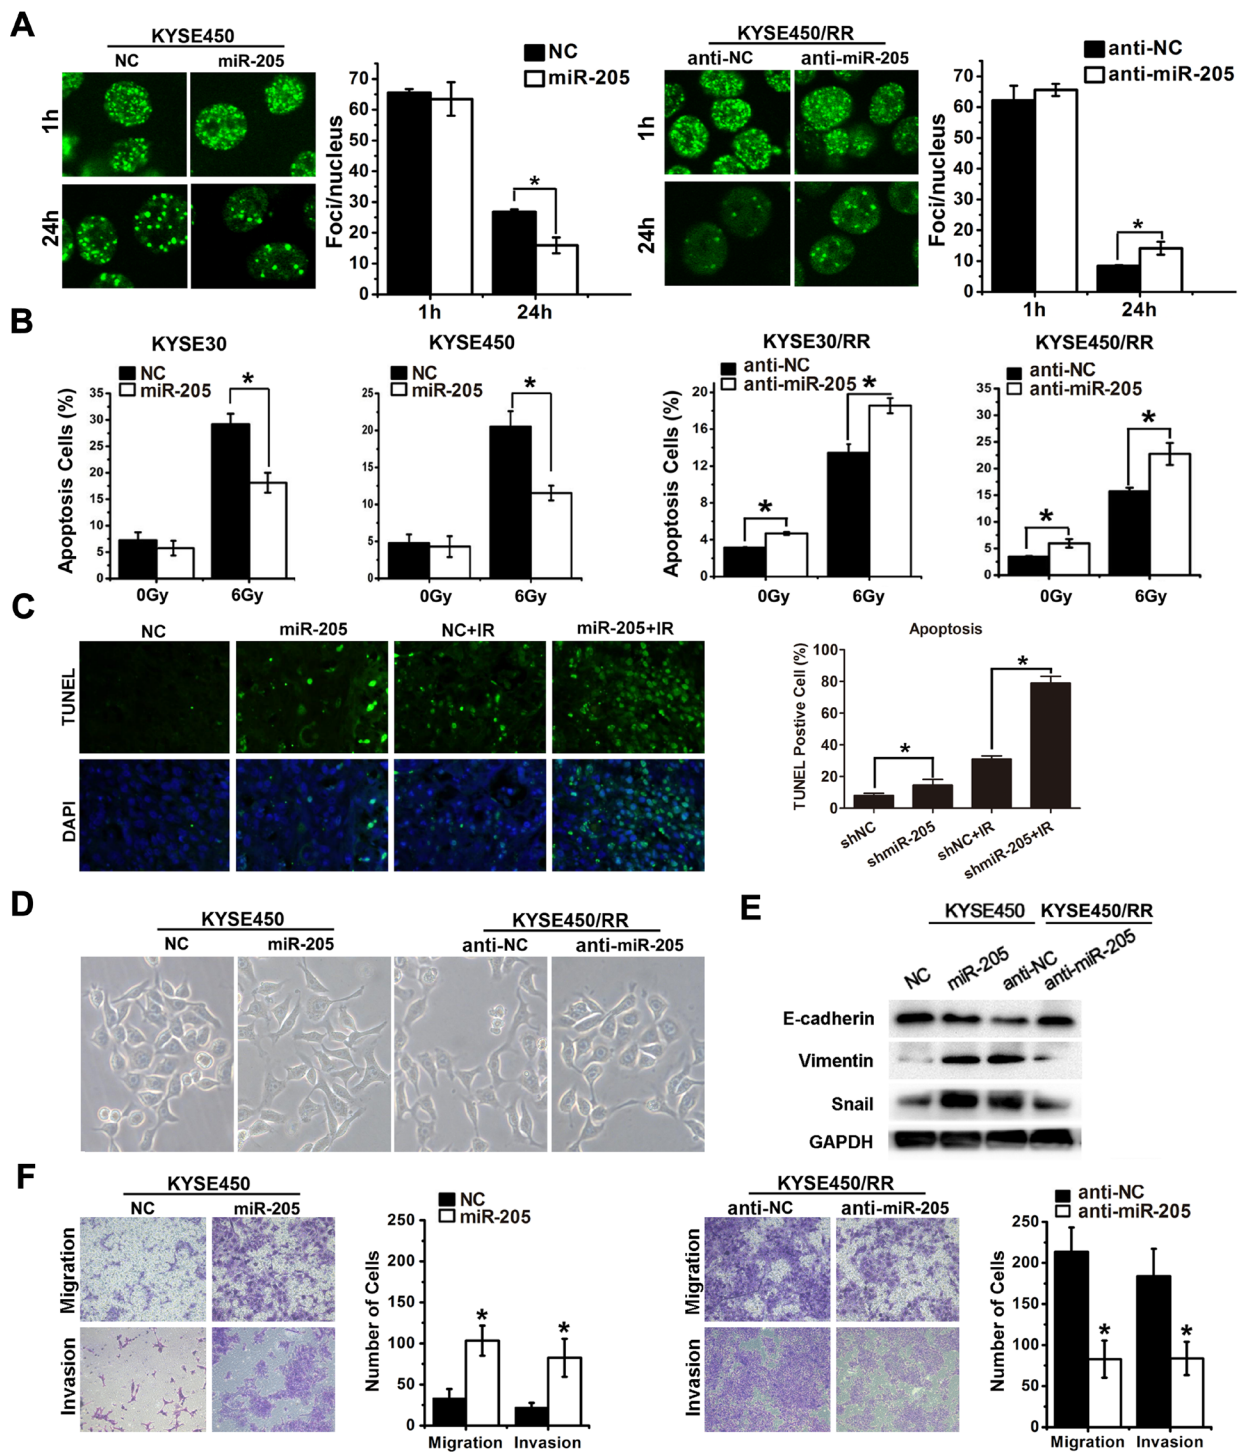 A
KYSE450
NC miR-205
1h
24h
NC
miR-205
Foci/nucleus
70
60
50
40
30
20
10
0
*
1h 24h
KYSE450/RR
anti-NC anti-miR-205
1h
24h
anti-NC
anti-miR-205
Foci/nucleus
70
60
50
40
30
20
10
0
*
1h 24h
B
KYSE30
NC
miR-205
Apoptosis Cells (%)
35
30
25
20
15
10
5
0
*
0Gy 6Gy
KYSE450
NC
miR-205
25
20
15
10
5
0
*
0Gy 6Gy
KYSE30/RR
anti-NC
anti-miR-205
Apoptosis Cells (%)
20
16
12
8
4
0
* *
0Gy 6Gy
KYSE450/RR
anti-NC
anti-miR-205
35
30
25
20
15
10
5
0
* *
0Gy 6Gy
C
NC miR-205 NC+IR miR-205+IR
TUNEL
DAPI
Apoptosis
TUNEL Postive Cell (%)
100
80
60
40
20
0
* *
shNC shmiR-205 shNC+IR shmiR-205+IR
D
KYSE450
NC miR-205
KYSE450/RR
anti-NC anti-miR-205
E
KYSE450 KYSE450/RR
NC miR-205 anti-NC anti-miR-205
E-cadherin
Vimentin
Snail
GAPDH
F
KYSE450
NC miR-205
Migration
Invasion
NC
miR-205
Number of Cells
250
200
150
100
50
0
* *
Migration Invasion
KYSE450/RR
anti-NC anti-miR-205
Migration
Invasion
anti-NC
anti-miR-205
Number of Cells
250
200
150
100
50
0
* *
Migration Invasion